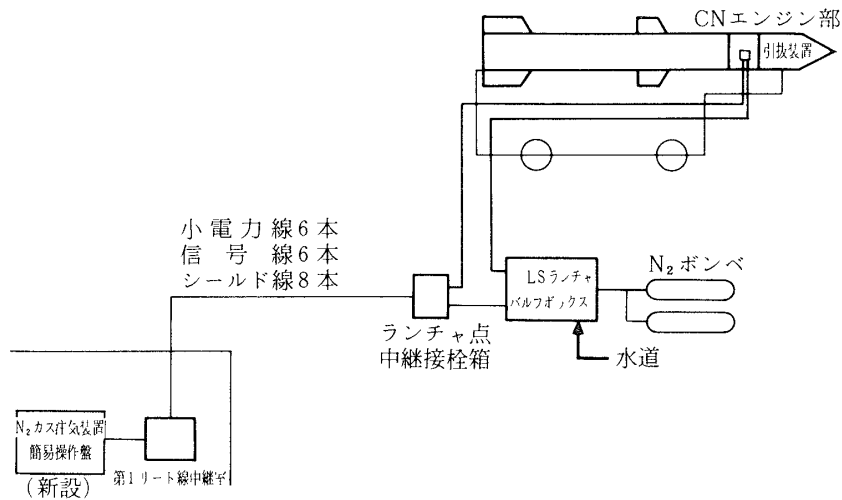 CNエンジン部
引抜装置
小電力線6本
信号線6本
シールド線8本
LSランチャ
バルブボックス
N₂ボンベ
ランチャ点
中継接栓箱
水道
N₂ガス注気装置
簡易操作盤
(新設)
第1リート線中継室